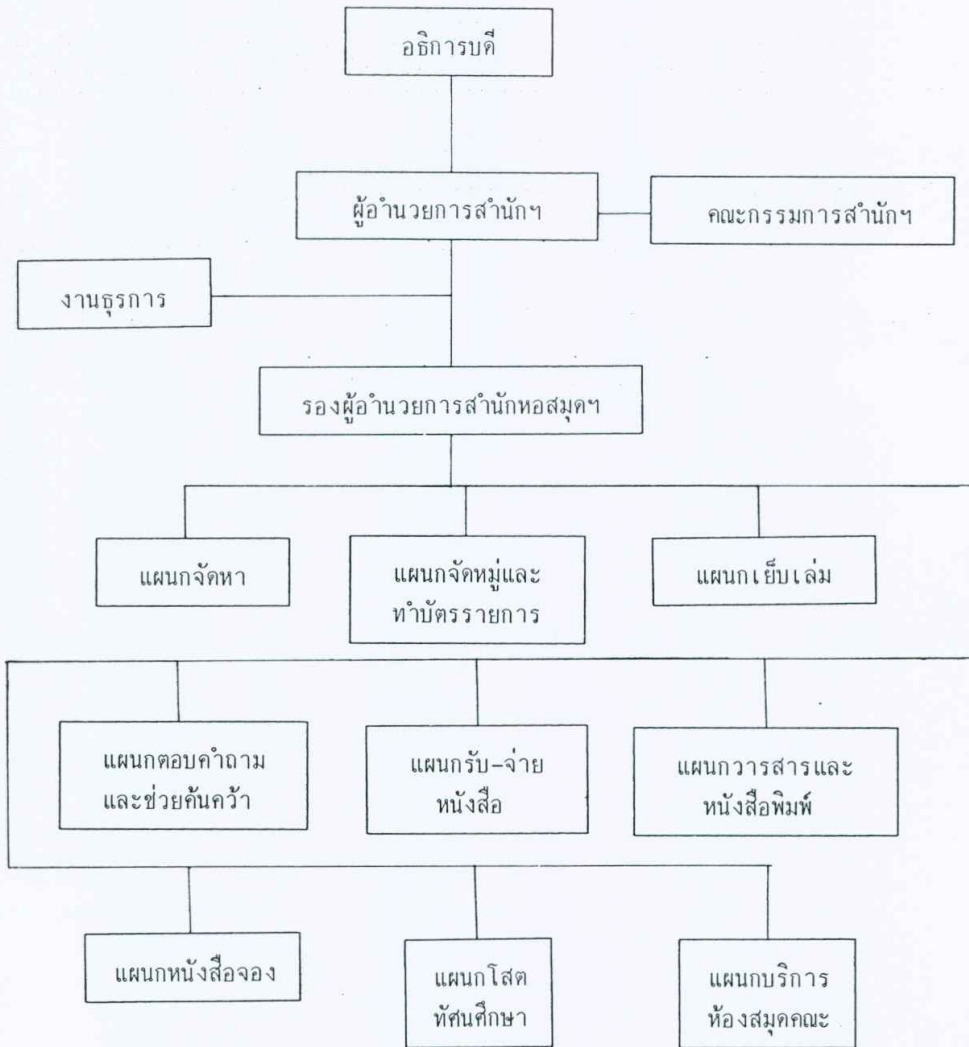 อธิการบดี
ผู้อำนวยการสำนักฯ
คณะกรรมการสำนักฯ
งานธุรการ
รองผู้อำนวยการสำนักหอสมุดฯ
แผนกจัดหา
แผนกจัดหมู่และ
ทำบัตรรายการ
แผนกเย็บเล่ม
แผนกตอบคำถาม
และช่วยค้นคว้า
แผนกรับ-จ่าย
หนังสือ
แผนกวารสารและ
หนังสือพิมพ์
แผนกหนังสือจอง
แผนกโสต
ทัศนศึกษา
แผนกบริการ
ห้องสมุดคณะ